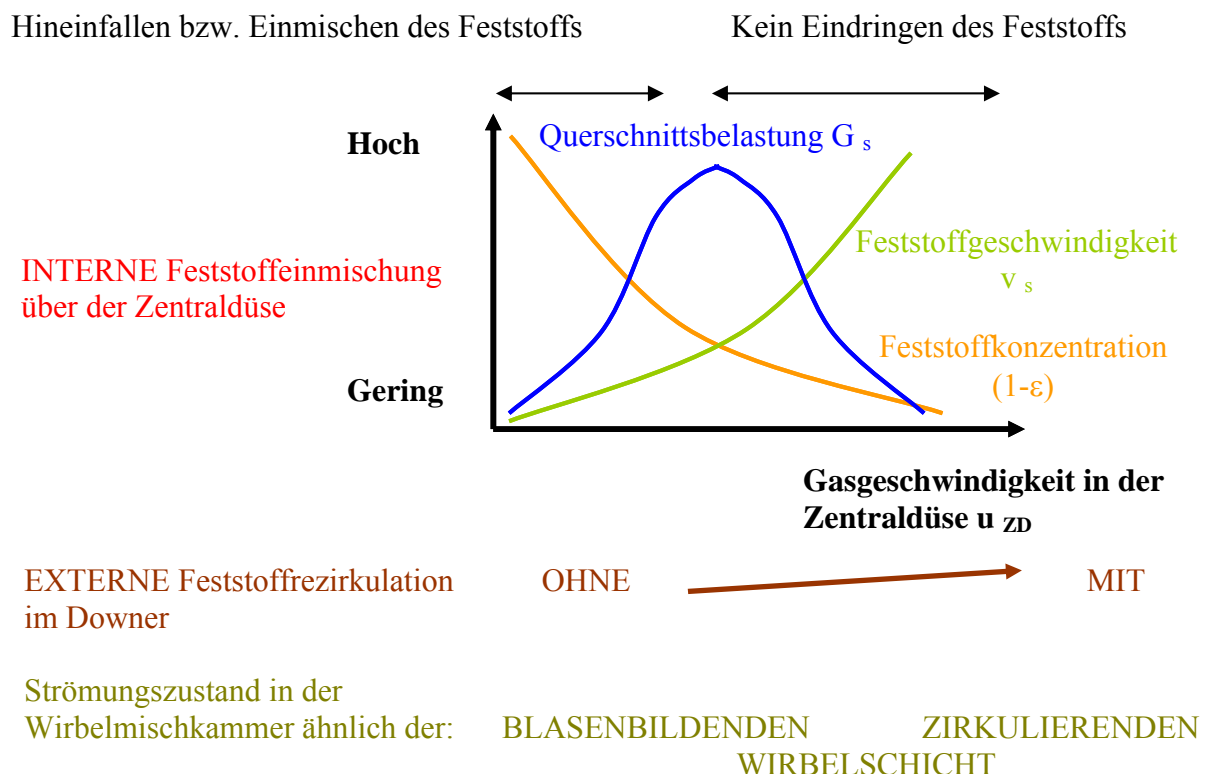 Hineinfallen bzw. Einmischen des Feststoffs
Kein Eindringen des Feststoffs
Hoch
Querschnittsbelastung G s
Feststoffgeschwindigkeit
v s
INTERNE Feststoffeinmischung
über der Zentraldüse
Feststoffkonzentration
(1-ε)
Gering
Gasgeschwindigkeit in der
Zentraldüse u ZD
EXTERNE Feststoffrezirkulation
im Downer
OHNE
MIT
Strömungszustand in der
Wirbelmischkammer ähnlich der:
BLASENBILDENDEN
ZIRKULIERENDEN
WIRBELSCHICHT